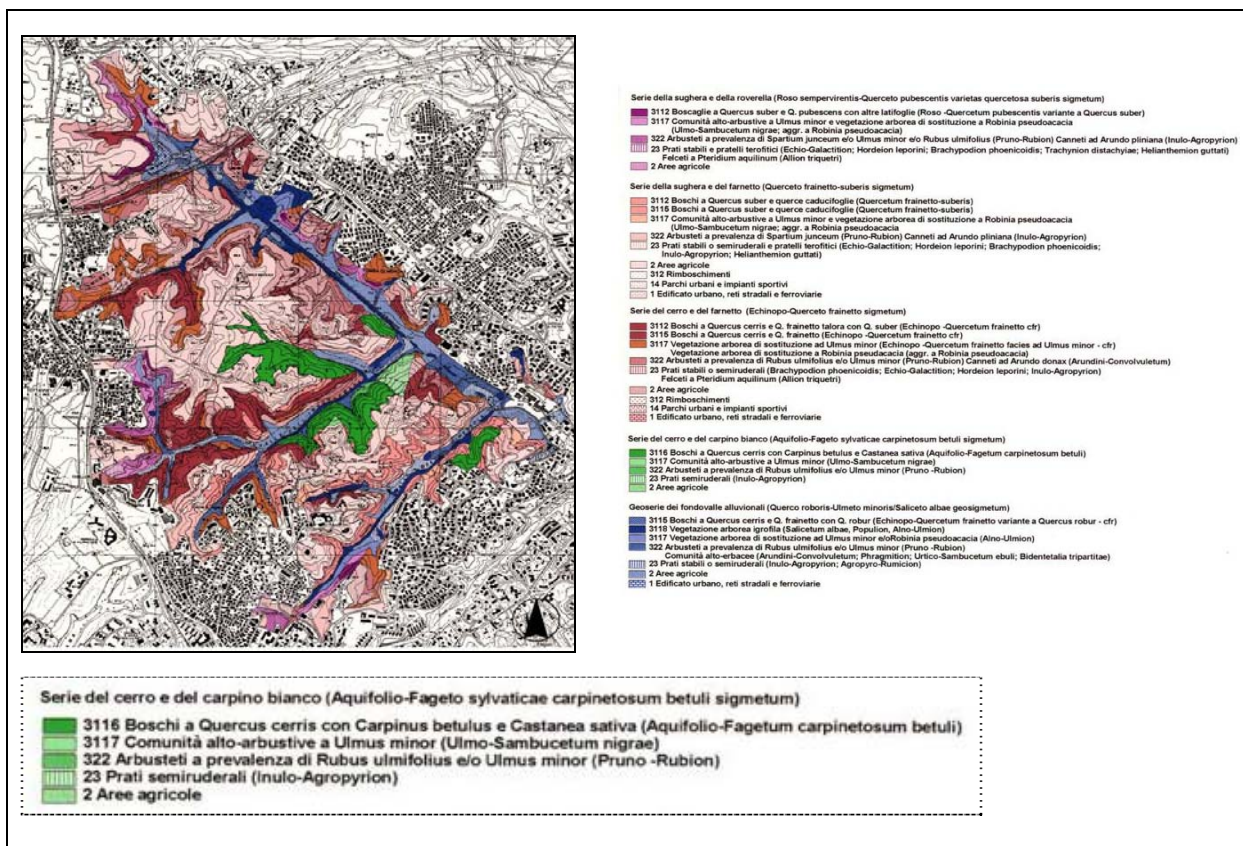 Serie della sughera e della roverella (Roso sempervirentis-Querceto pubescentis varietas quercetosa suberis sigmetum)
3112 Boscaglie a Quercus suber e Q. pubescens con altre latifoglie (Roso -Quercetum pubescentis variante a Quercus suber)
3117 Comunità alto-arbustive a Ulmus minor e vegetazione arborea di sostituzione a Robinia pseudoacacia
(Ulmo-Sambucetum nigrae; aggr. a Robinia pseudoacacia)
322 Arbusteti a prevalenza di Spartium junceum e/o Ulmus minor e/o Rubus ulmifolius (Pruno-Rubion) Canneti ad Arundo pliniana (Inulo-Agropyrion)
23 Prati stabili e pratelli terofitici (Echio-Galactition; Hordeion leporini; Brachypodion phoenicoidis; Trachynion distachyiae; Helianthemion guttati)
Felceti a Pteridium aquilinum (Allion triquetri)
2 Aree agricole
Serie della sughera e del farnetto (Querceto frainetto-suberis sigmetum)
3112 Boschi a Quercus suber e querce caducifoglie (Quercetum frainetto-suberis)
3115 Boschi a Quercus suber e querce caducifoglie (Quercetum frainetto-suberis)
3117 Comunità alto-arbustive a Ulmus minor e vegetazione arborea di sostituzione a Robinia pseudoacacia
(Ulmo-Sambucetum nigrae; aggr. a Robinia pseudoacacia
322 Arbusteti a prevalenza di Spartium junceum (Pruno-Rubion) Canneti ad Arundo pliniana (Inulo-Agropyrion)
23 Prati stabili o semiruderali e pratelli terofitici (Echio-Galactition; Hordeion leporini; Brachypodion phoenicoidis;
Inulo-Agropyrion; Helianthemion guttati)
2 Aree agricole
312 Rimboschimenti
14 Parchi urbani e impianti sportivi
1 Edificato urbano, reti stradali e ferroviarie
Serie del cerro e del farnetto (Echinopo-Querceto frainetto sigmetum)
3112 Boschi a Quercus cerris e Q. frainetto talora con Q. suber (Echinopo -Quercetum frainetto cfr)
3115 Boschi a Quercus cerris e Q. frainetto (Echinopo -Quercetum frainetto cfr)
3117 Vegetazione arborea di sostituzione ad Ulmus minor (Echinopo -Quercetum frainetto facies ad Ulmus minor - cfr)
Vegetazione arborea di sostituzione a Robinia pseudacacia (aggr. a Robinia pseudoacacia)
322 Arbusteti a prevalenza di Rubus ulmifolius e/o Ulmus minor (Pruno-Rubion) Canneti ad Arundo donax (Arundini-Convolvuletum)
23 Prati stabili o semiruderali (Brachypodion phoenicoidis; Echio-Galactition; Hordeion leporini; Inulo-Agropyrion)
Felceti a Pteridium aquilinum (Allion triquetri)
2 Aree agricole
312 Rimboschimenti
14 Parchi urbani e impianti sportivi
1 Edificato urbano, reti stradali e ferroviarie
Serie del cerro e del carpino bianco (Aquifolio-Fageto sylvaticae carpinetosum betuli sigmetum)
3116 Boschi a Quercus cerris con Carpinus betulus e Castanea sativa (Aquifolio-Fagetum carpinetosum betuli)
3117 Comunità alto-arbustive a Ulmus minor (Ulmo-Sambucetum nigrae)
322 Arbusteti a prevalenza di Rubus ulmifolius e/o Ulmus minor (Pruno -Rubion)
23 Prati semiruderali (Inulo-Agropyrion)
2 Aree agricole
Geoserie dei fondovalle alluvionali (Querco roboris-Ulmeto minoris/Saliceto albae geosigmetum)
3115 Boschi a Quercus cerris e Q. frainetto con Q. robur (Echinopo-Quercetum frainetto variante a Quercus robur - cfr)
3118 Vegetazione arborea igrofila (Salicetum albae, Populion, Alno-Ulmion)
3117 Vegetazione arborea di sostituzione ad Ulmus minor e/oRobinia pseudoacacia (Alno-Ulmion)
322 Arbusteti a prevalenza di Rubus ulmifolius e/o Ulmus minor (Pruno -Rubion)
Comunità alto-erbacee (Arundini-Convolvuletum; Phragmition; Urtico-Sambucetum ebuli; Bidentetalia tripartitae)
23 Prati stabili o semiruderali (Inulo-Agropyrion; Agropyro-Rumicion)
2 Aree agricole
1 Edificato urbano, reti stradali e ferroviarie
Serie del cerro e del carpino bianco (Aquifolio-Fageto sylvaticae carpinetosum betuli sigmetum)
3116 Boschi a Quercus cerris con Carpinus betulus e Castanea sativa (Aquifolio-Fagetum carpinetosum betuli)
3117 Comunità alto-arbustive a Ulmus minor (Ulmo-Sambucetum nigrae)
322 Arbusteti a prevalenza di Rubus ulmifolius e/o Ulmus minor (Pruno -Rubion)
23 Prati semiruderali (Inulo-Agropyrion)
2 Aree agricole